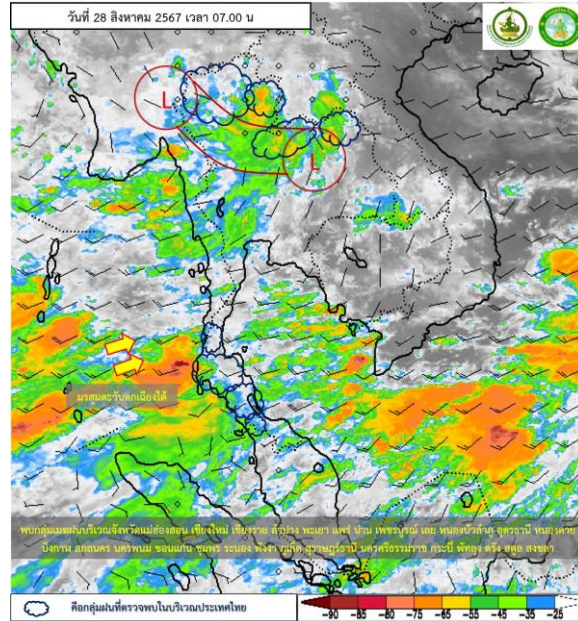 วันที่ 28 สิงหาคม 2567 เวลา 07.00 น
L
L
มรสุมตะวันตกเฉียงใต้
พบกลุ่มเมฆฝนบริเวณจังหวัดแม่ฮ่องสอน เชียงใหม่ เชียงราย ลำปาง พะเยา แพร่ น่าน เพชรบูรณ์ เลย หนองบัวลำภู อุดรธานี หนองคาย
บึงกาฬ สกลนคร นครพนม ขอนแก่น ชุมพร ระนอง พังงา ภูเก็ต สุราษฎร์ธานี นครศรีธรรมราช กระบี่ พัทลุง ตรัง สตูล สงขลา
คือกลุ่มฝนที่ตรวจพบในบริเวณประเทศไทย
-90 -85 -80 -75 -65 -55 -45 -35 -25